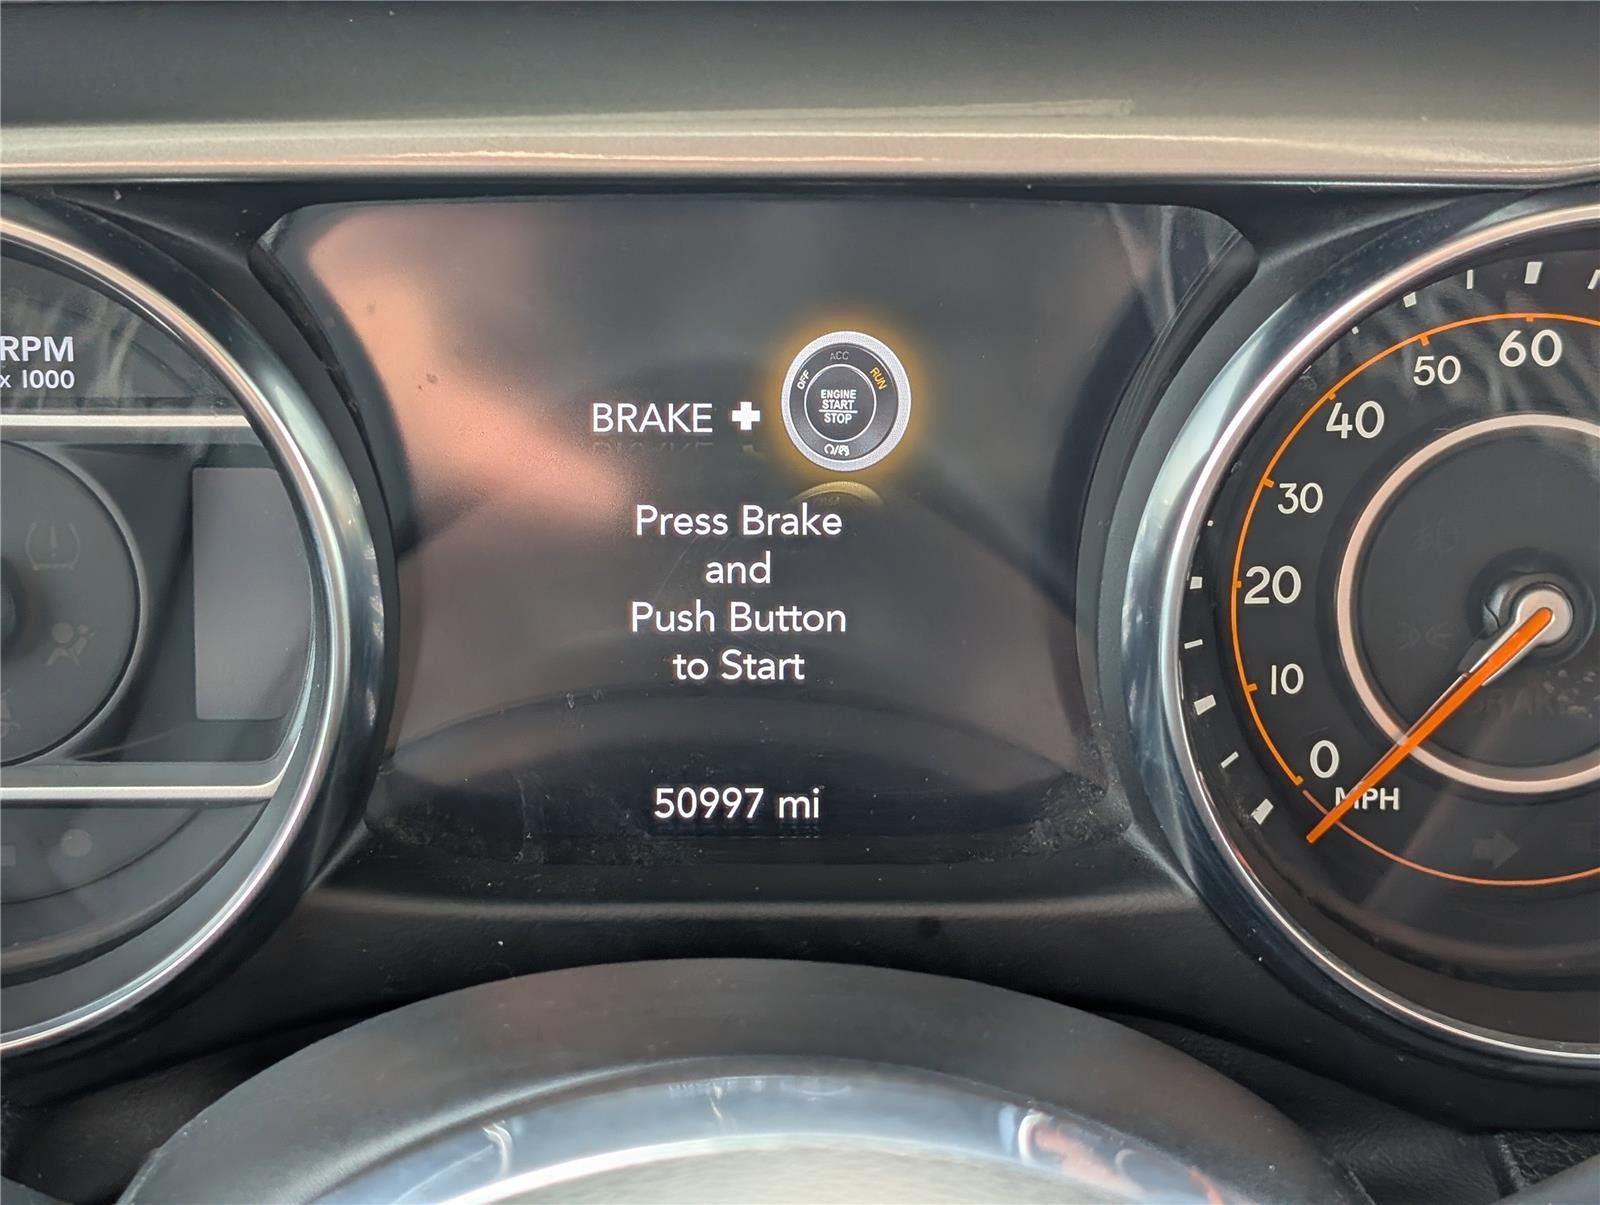 RPM
x 1000
BRAKE +
ACC
OFF
RUN
ENGINE
START
STOP
Press Brake
and
Push Button
to Start
50997 mi
60
50
40
30
20
10
0
MPH
BRAKE